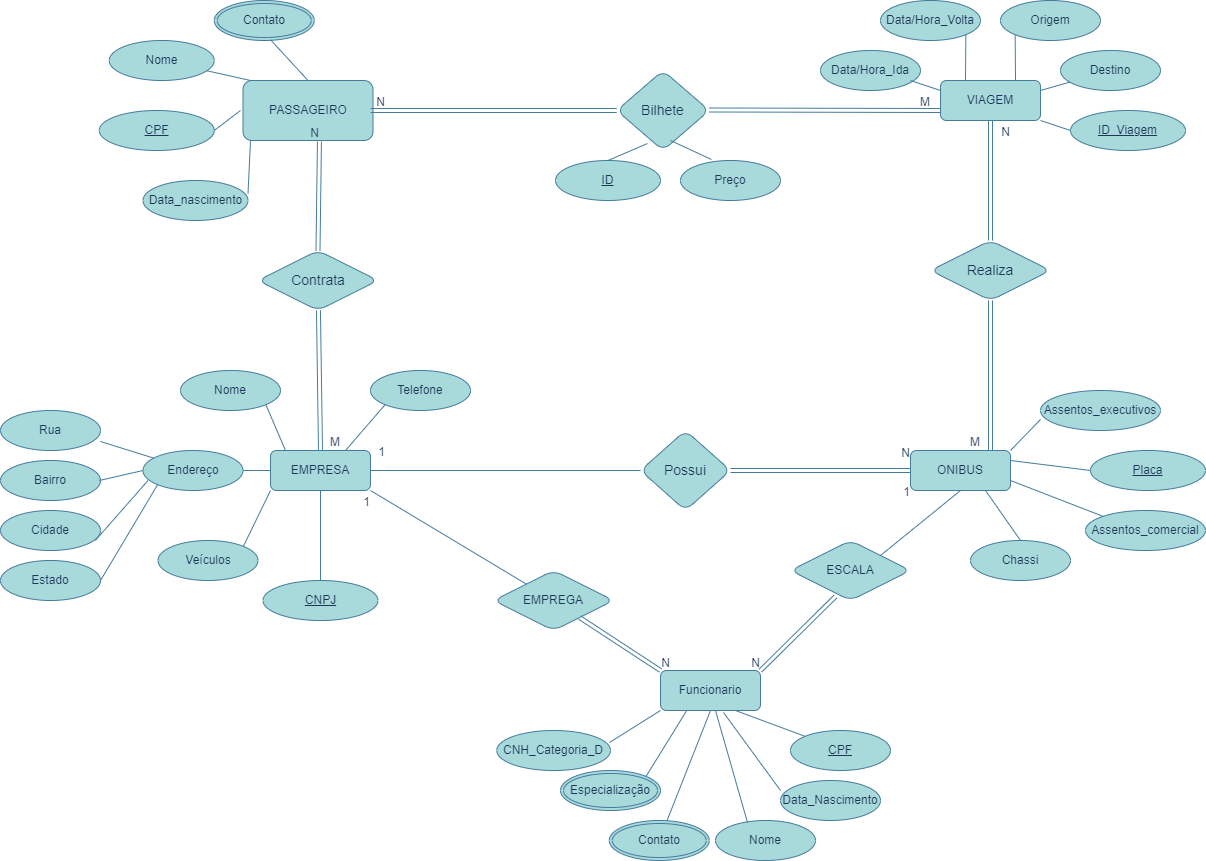 Contato
Data/Hora_Volta
Origem
Nome
Data/Hora_Ida
Destino
PASSAGEIRO
N
Bilhete
M
VIAGEM
CPF
N
N
ID_Viagem
ID
Preço
Data_nascimento
Contrata
Realiza
Nome
Telefone
Assentos_executivos
Rua
M
1
N
M
Endereço
EMPRESA
Possui
ONIBUS
Placa
Bairro
1
1
Cidade
Assentos_comercial
Veículos
Chassi
Estado
ESCALA
CNPJ
EMPREGA
N
N
Funcionario
CNH_Categoria_D
CPF
Especialização
Data_Nascimento
Contato
Nome